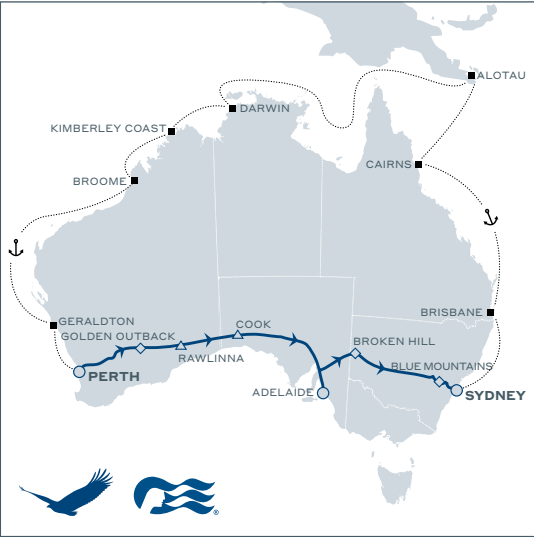 ALOTAU
DARWIN
KIMBERLEY COAST
CAIRNS
BROOME
BRISBANE
GERALDTON
COOK
GOLDEN OUTBACK
BROKEN HILL
RAWLINNA
BLUE MOUNTAINS
PERTH
ADELAIDE
SYDNEY
®